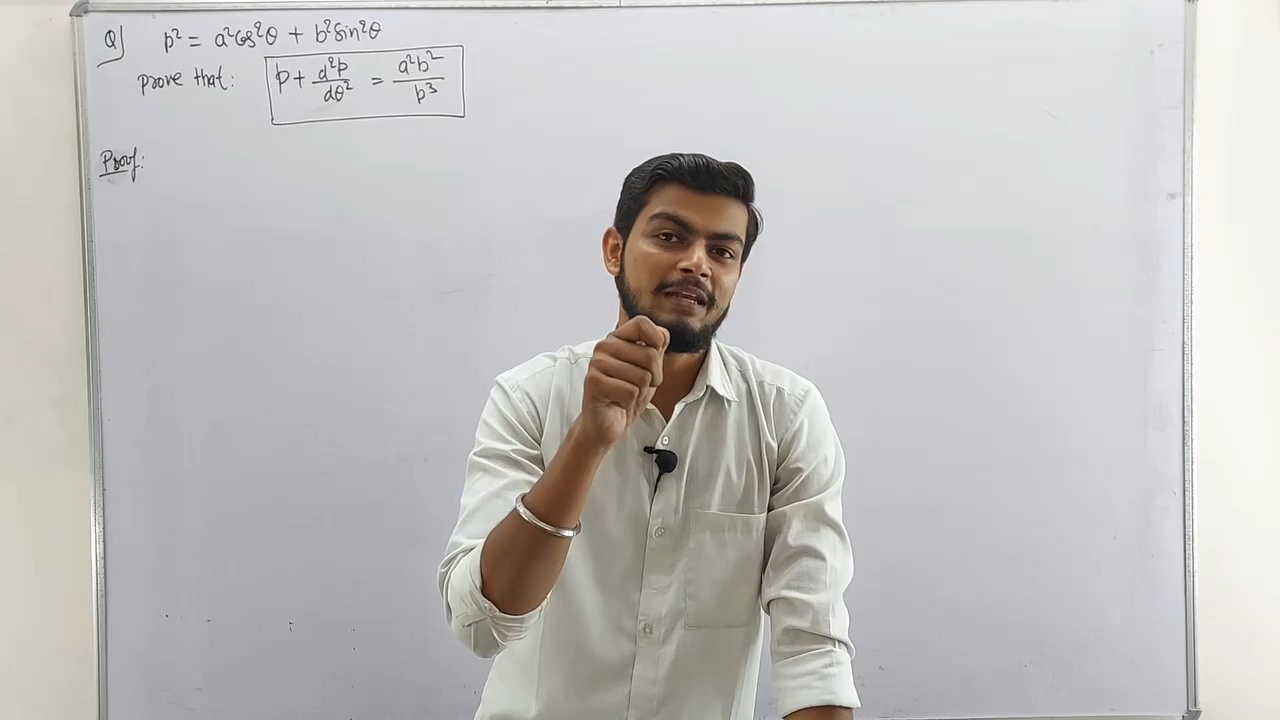 Q) p² = a²cos²θ + b²sin²θ
prove that: p + d²p/dθ² = a²b²/p³
Proof: